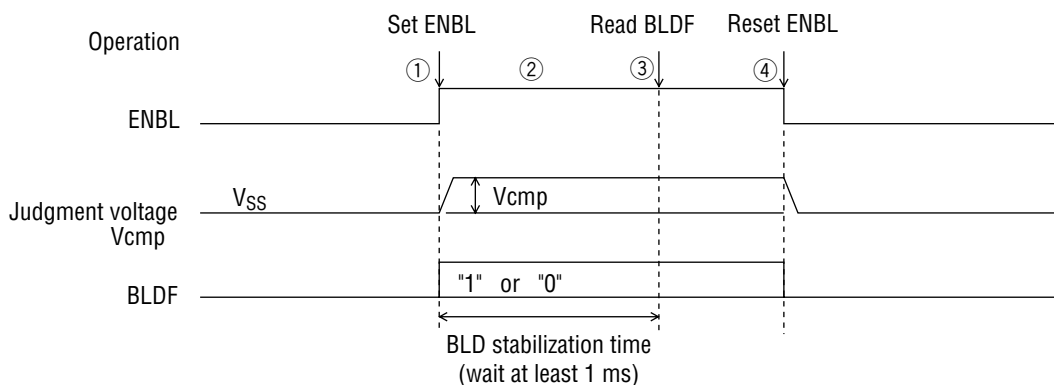 Set ENBL Read BLDF Reset ENBL
Operation
① ② ③ ④
ENBL
VSS Vcmp
Judgment voltage
Vcmp
"1" or "0"
BLDF
BLD stabilization time
(wait at least 1 ms)